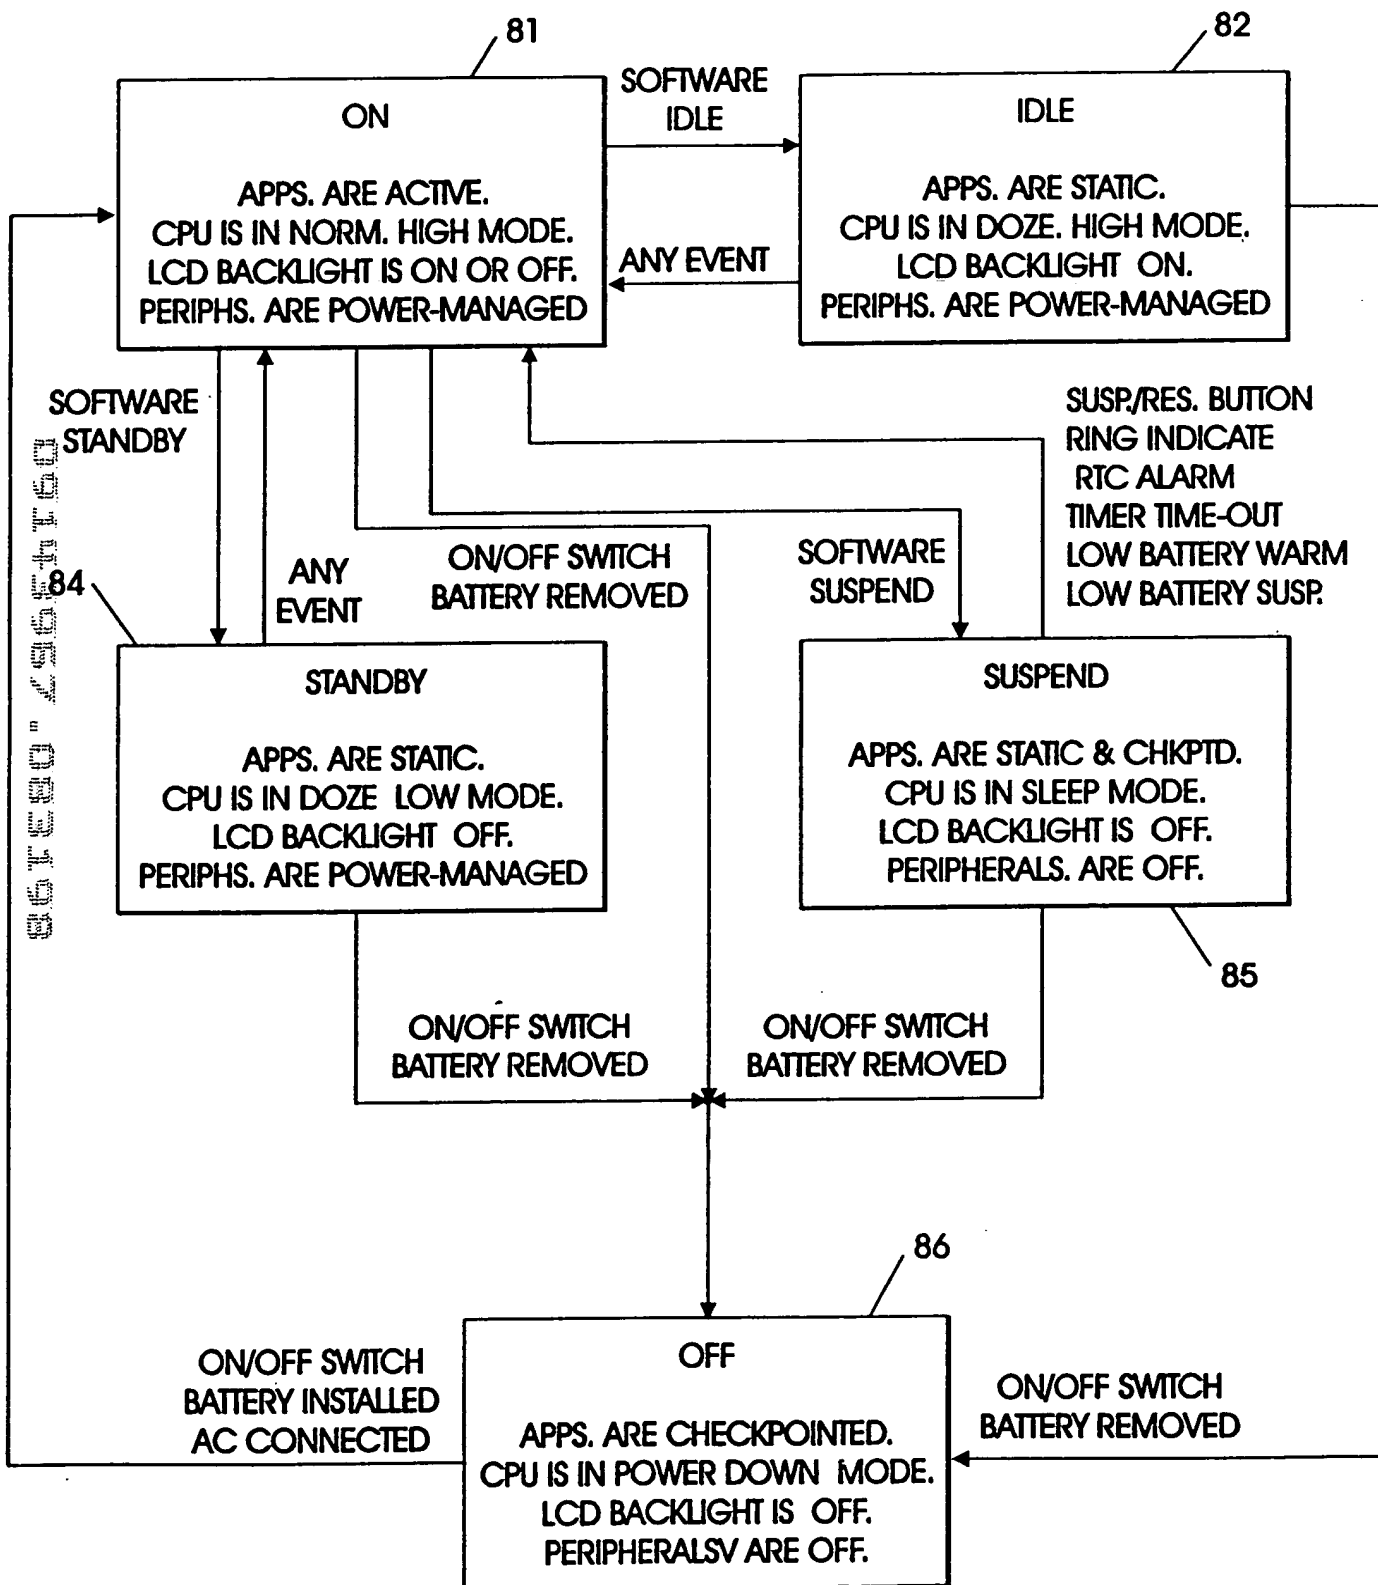 81
ON
APPS. ARE ACTIVE.
CPU IS IN NORM. HIGH MODE.
LCD BACKLIGHT IS ON OR OFF.
PERIPHS. ARE POWER-MANAGED
SOFTWARE
IDLE
ANY EVENT
82
IDLE
APPS. ARE STATIC.
CPU IS IN DOZE. HIGH MODE.
LCD BACKLIGHT ON.
PERIPHS. ARE POWER-MANAGED
SOFTWARE
STANDBY
ANY
EVENT
ON/OFF SWITCH
BATTERY REMOVED
SOFTWARE
SUSPEND
SUSP./RES. BUTTON
RING INDICATE
RTC ALARM
TIMER TIME-OUT
LOW BATTERY WARM
LOW BATTERY SUSP.
84
STANDBY
APPS. ARE STATIC.
CPU IS IN DOZE LOW MODE.
LCD BACKLIGHT OFF.
PERIPHS. ARE POWER-MANAGED
SUSPEND
APPS. ARE STATIC & CHKPTD.
CPU IS IN SLEEP MODE.
LCD BACKLIGHT IS OFF.
PERIPHERALS. ARE OFF.
85
ON/OFF SWITCH
BATTERY REMOVED
ON/OFF SWITCH
BATTERY REMOVED
86
OFF
APPS. ARE CHECKPOINTED.
CPU IS IN POWER DOWN MODE.
LCD BACKLIGHT IS OFF.
PERIPHERALSV ARE OFF.
ON/OFF SWITCH
BATTERY INSTALLED
AC CONNECTED
ON/OFF SWITCH
BATTERY REMOVED